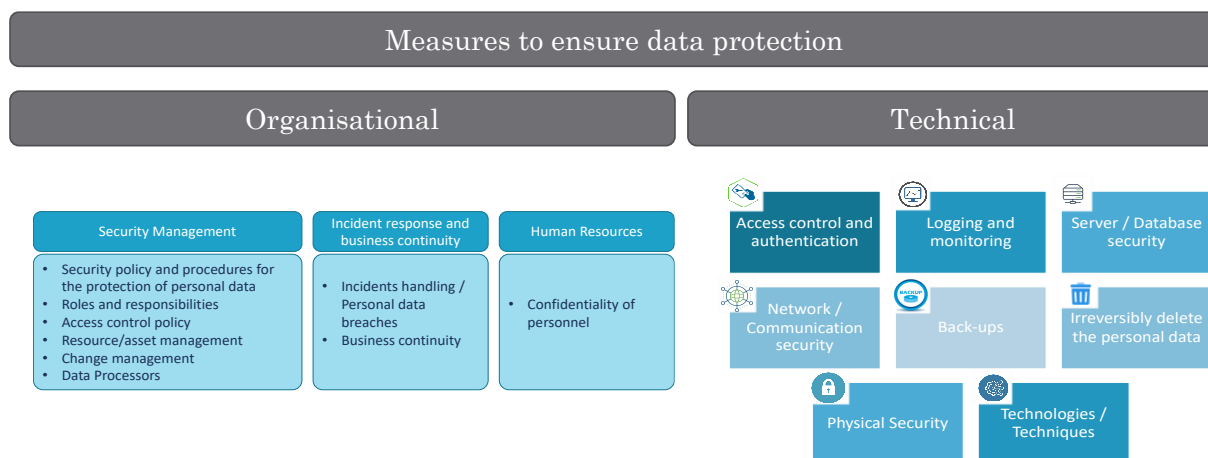 Measures to ensure data protection
Organisational
Technical
Security Management
• Security policy and procedures for
the protection of personal data
• Roles and responsibilities
• Access control policy
• Resource/asset management
• Change management
• Data Processors
Incident response and
business continuity
• Incidents handling /
Personal data
breaches
• Business continuity
Human Resources
• Confidentiality of
personnel
Access control and
authentication
Logging and
monitoring
Server / Database
security
Network /
Communication
security
BACKUP
Back-ups
Irreversibly delete
the personal data
Physical Security
Technologies /
Techniques